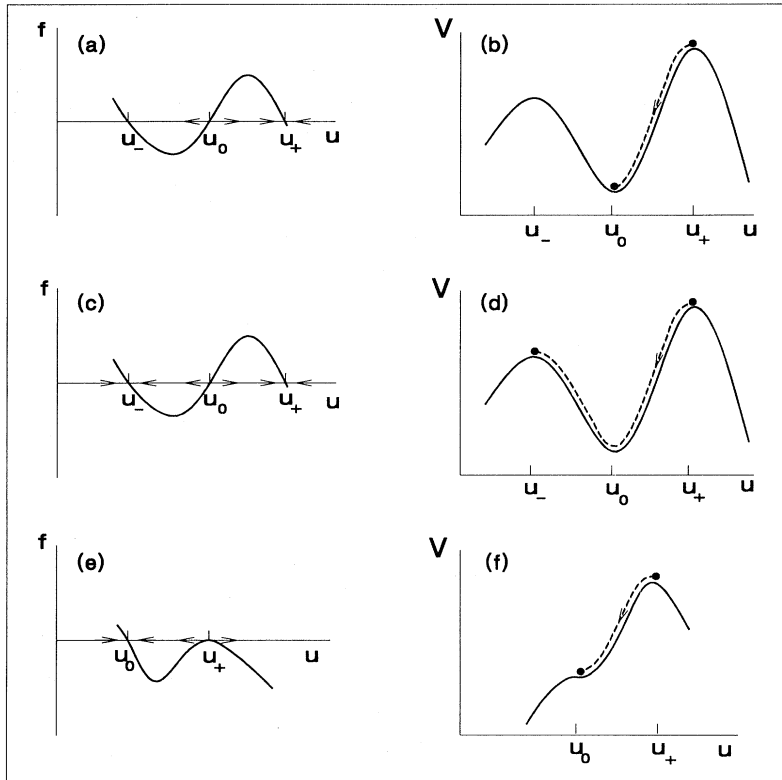 f (a)
u₋ u₀ u₊ u
V (b)
u₋ u₀ u₊ u
f (c)
u₋ u₀ u₊ u
V (d)
u₋ u₀ u₊ u
f (e)
u₀ u₊ u
V (f)
u₀ u₊ u